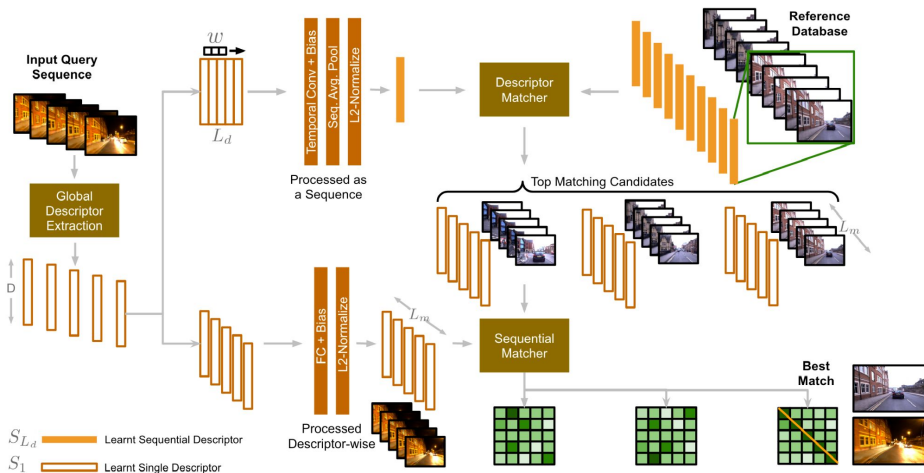 Input Query
Sequence
w
L_d
Temporal Conv + Bias
Seq. Avg. Pool
L2-Normalize
Processed as
a Sequence
Descriptor
Matcher
Reference
Database
Global
Descriptor
Extraction
Top Matching Candidates
L_m
D
FC + Bias
L2-Normalize
L_m
Sequential
Matcher
Processed
Descriptor-wise
Best
Match
S_{L_d} Learnt Sequential Descriptor
S_1 Learnt Single Descriptor